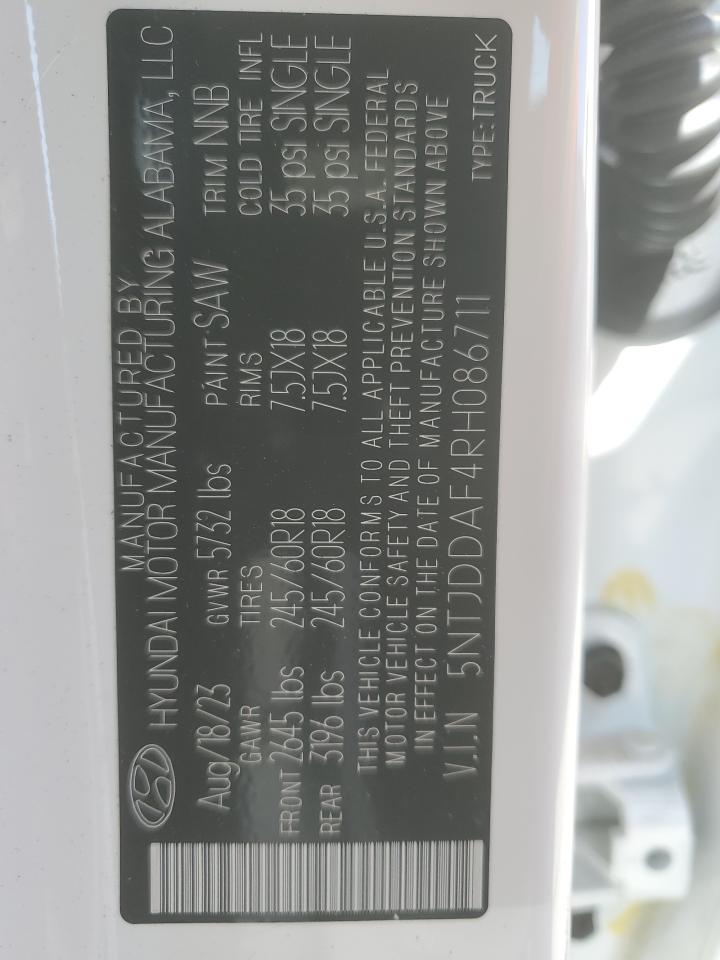 MANUFACTURED BY
HYUNDAI MOTOR MANUFACTURING ALABAMA, LLC
Aug/18/23 GVWR 5732 lbs PAINT SAW TRIM NNB
GAWR TIRES RIMS COLD TIRE INFL
FRONT 2645 lbs 245/60R18 7.5JX18 35 psi SINGLE
REAR 3196 lbs 245/60R18 7.5JX18 35 psi SINGLE
THIS VEHICLE CONFORMS TO ALL APPLICABLE U.S.A. FEDERAL
MOTOR VEHICLE SAFETY AND THEFT PREVENTION STANDARDS
IN EFFECT ON THE DATE OF MANUFACTURE SHOWN ABOVE
V.I.N 5NTJDDAF4RH086711 TYPE:TRUCK